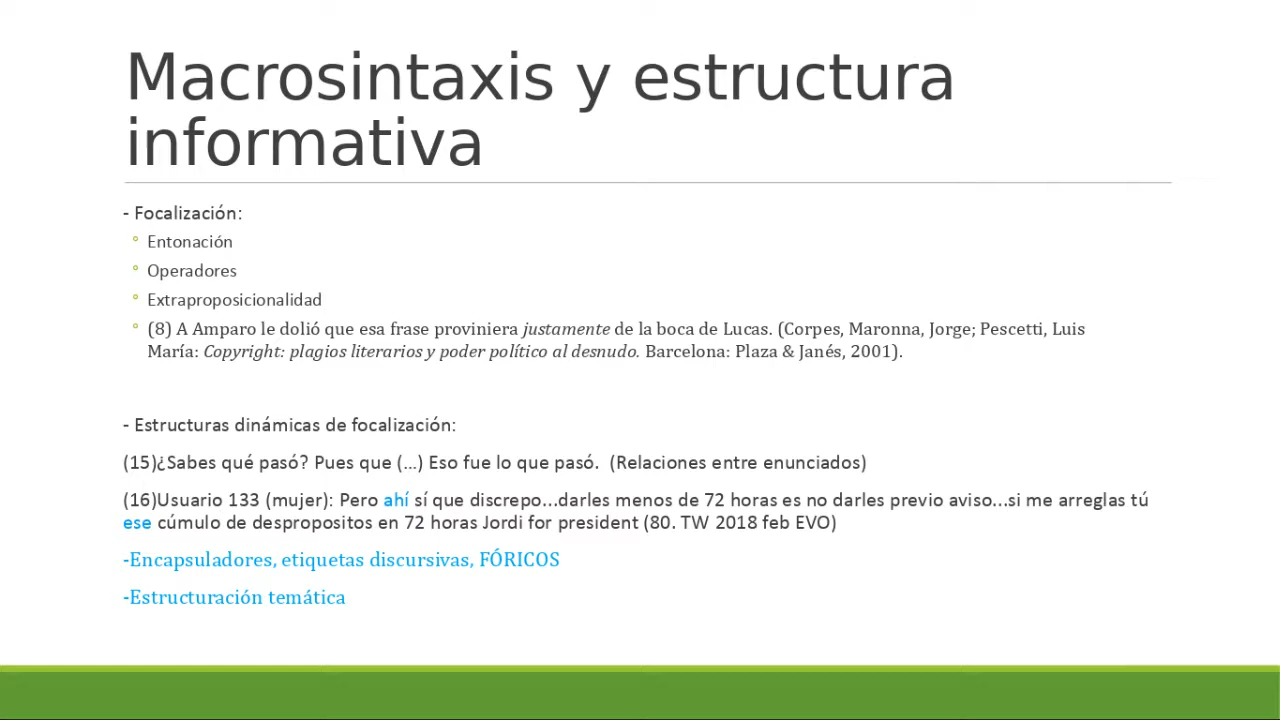 Macrosintaxis y estructura
informativa
- Focalización:
° Entonación
° Operadores
° Extraproposicionalidad
° (8) A Amparo le dolió que esa frase proviniera justamente de la boca de Lucas. (Corpes, Maronna, Jorge; Pescetti, Luis
María: Copyright: plagios literarios y poder político al desnudo. Barcelona: Plaza & Janés, 2001).
- Estructuras dinámicas de focalización:
(15)¿Sabes qué pasó? Pues que (…) Eso fue lo que pasó. (Relaciones entre enunciados)
(16)Usuario 133 (mujer): Pero ahí sí que discrepo...darles menos de 72 horas es no darles previo aviso...si me arreglas tú
ese cúmulo de despropositos en 72 horas Jordi for president (80. TW 2018 feb EVO)
-Encapsuladores, etiquetas discursivas, FÓRICOS
-Estructuración temática